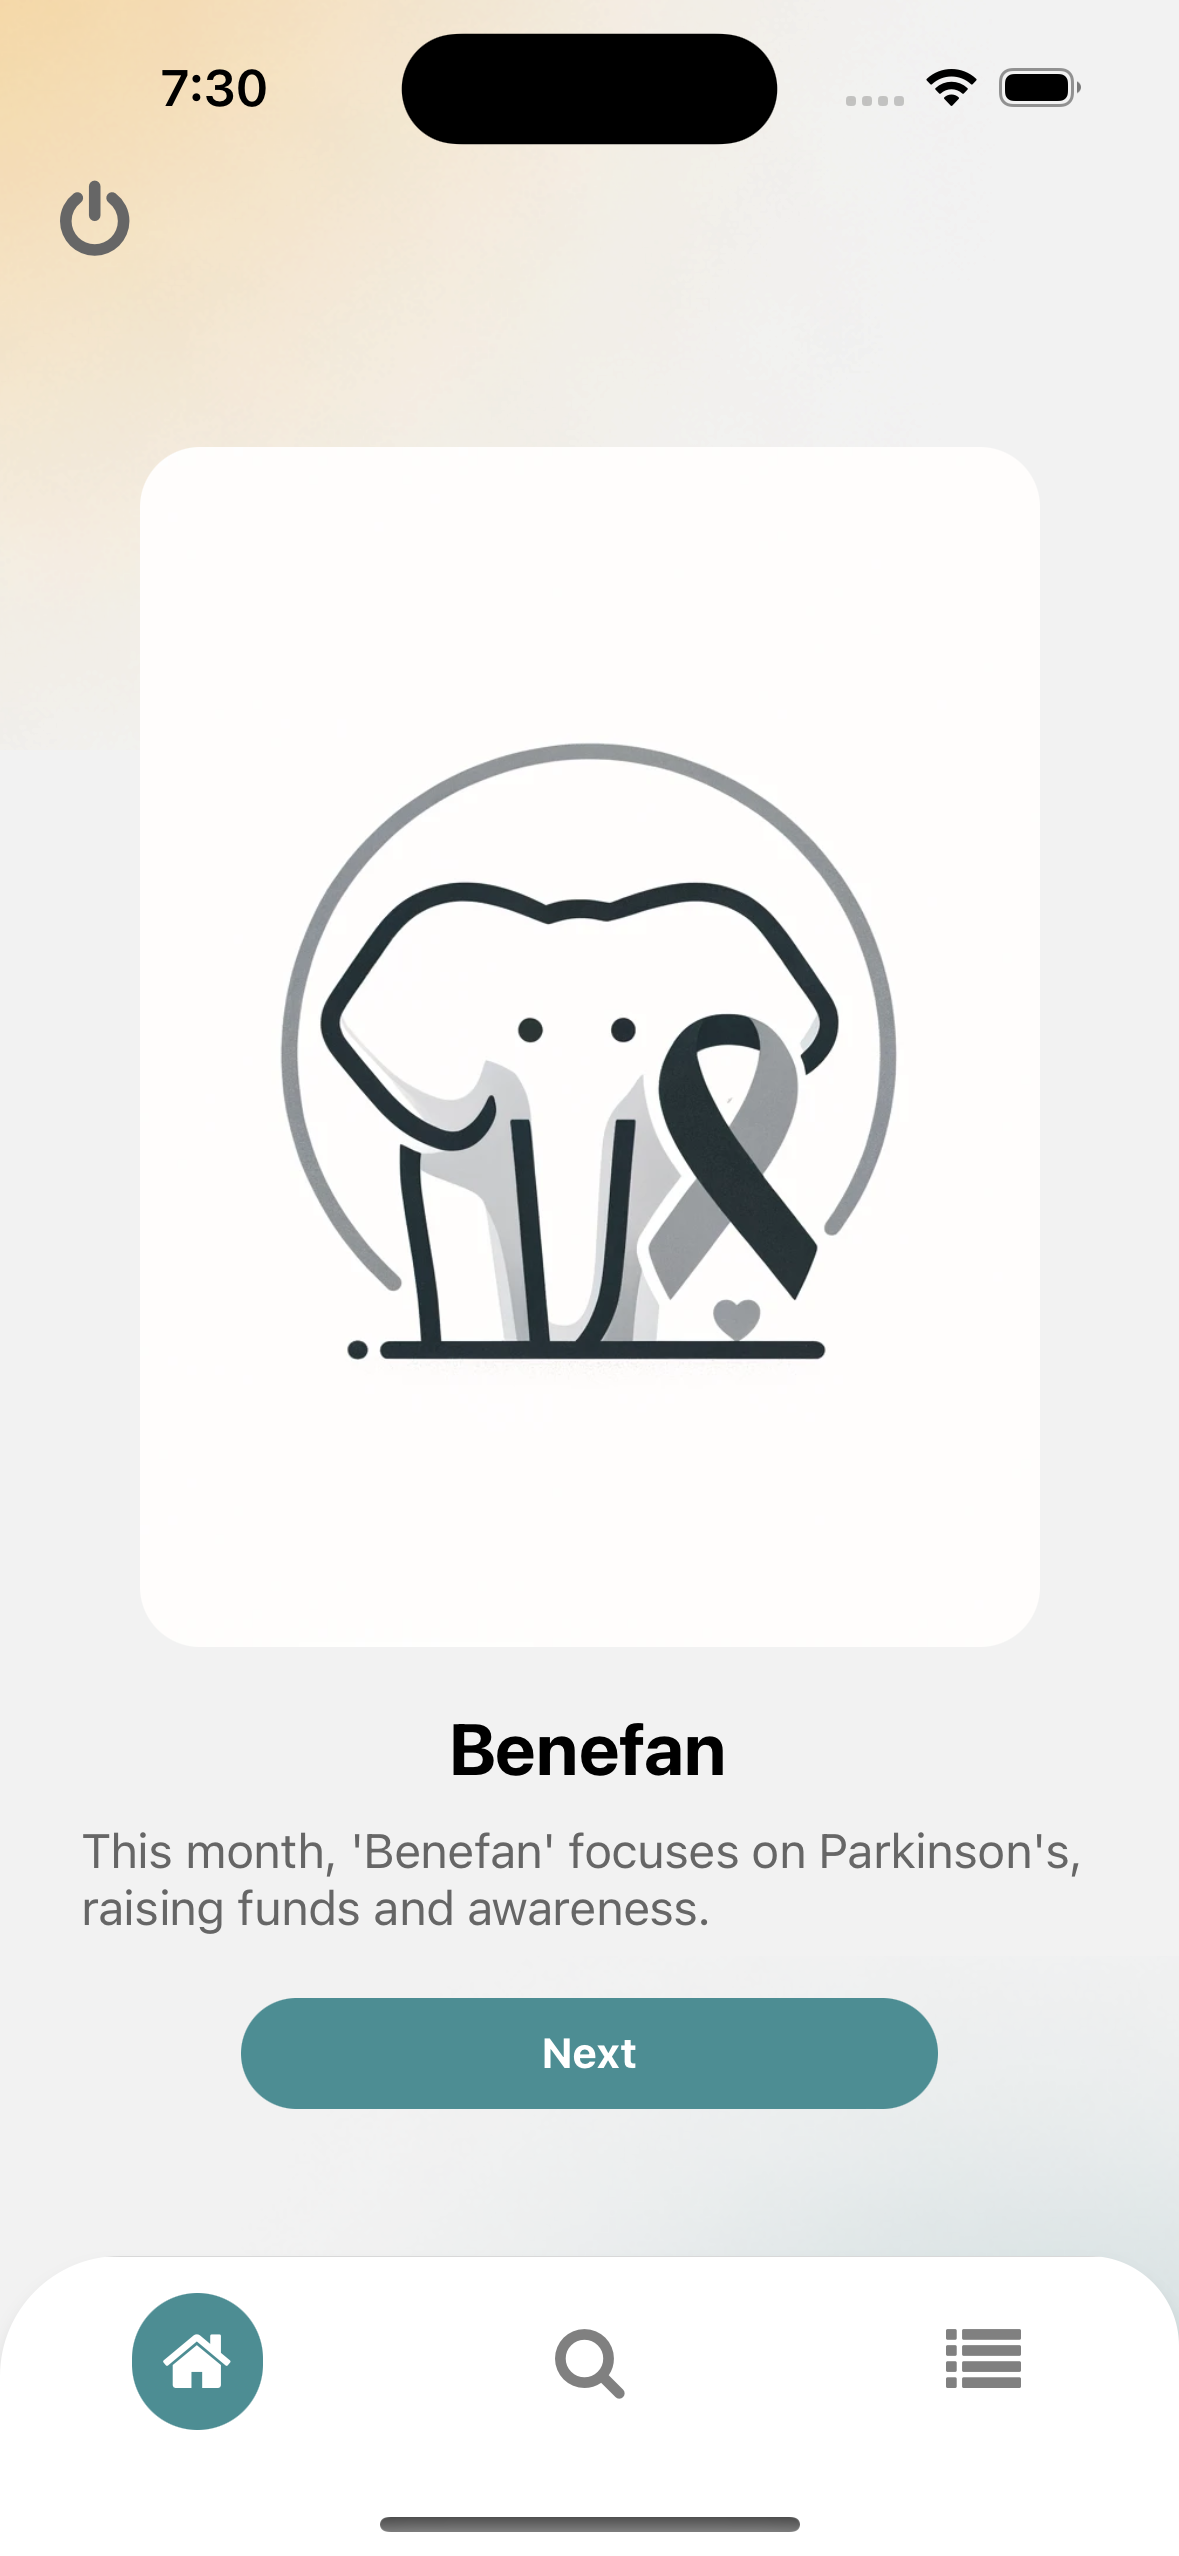 7:30
Benefan
This month, 'Benefan' focuses on Parkinson's,
raising funds and awareness.
Next